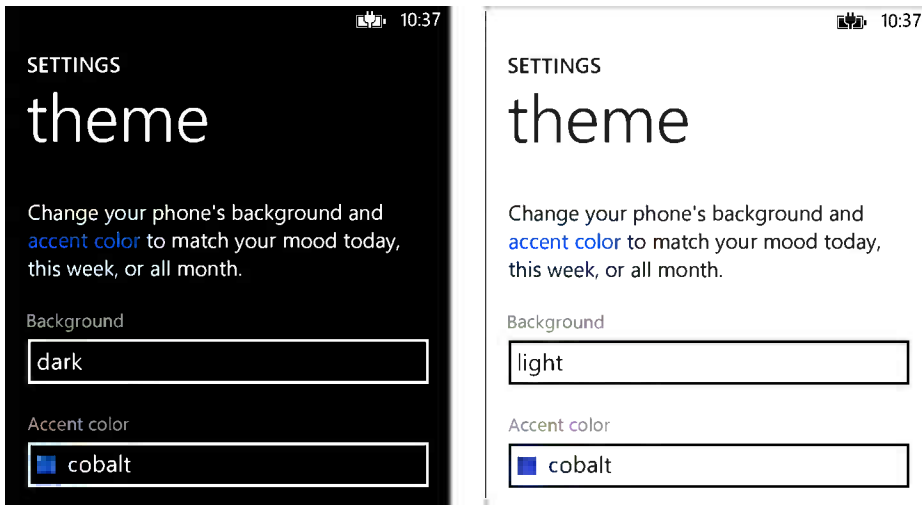 10:37
SETTINGS
theme
Change your phone's background and
accent color to match your mood today,
this week, or all month.
Background
dark
Accent color
cobalt
10:37
SETTINGS
theme
Change your phone's background and
accent color to match your mood today,
this week, or all month.
Background
light
Accent color
cobalt